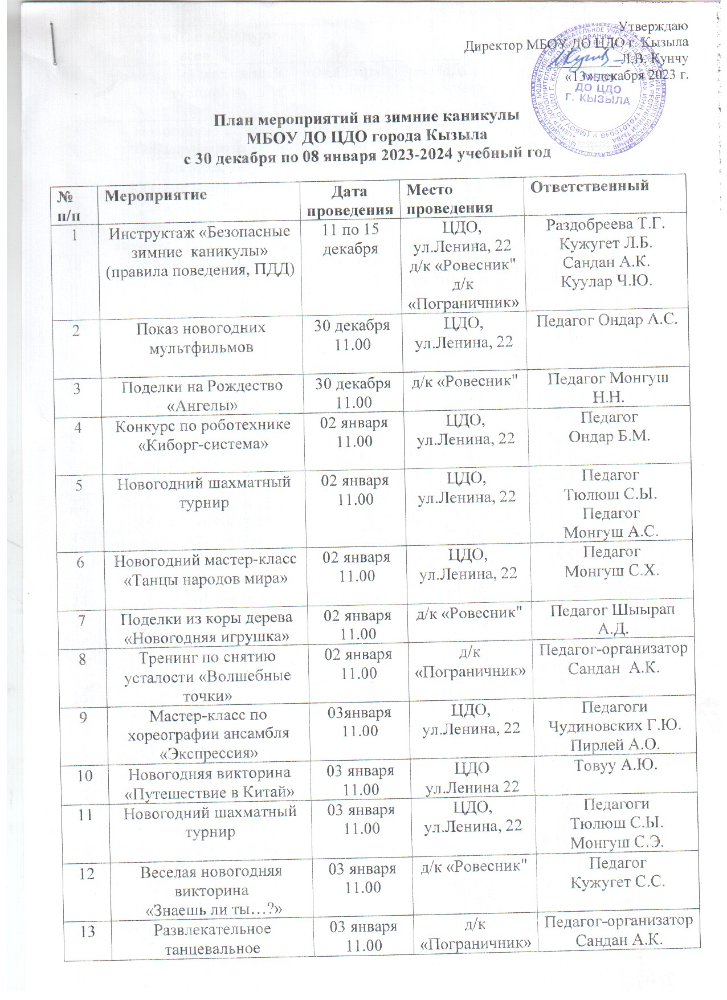 Утверждаю
Директор МБОУ ДО ЦДО г. Кызыла
Л.В. Кунчу
«13» декабря 2023 г.
МБОУ
ДО ЦДО
Г. КЫЗЫЛА
План мероприятий на зимние каникулы
МБОУ ДО ЦДО города Кызыла
с 30 декабря по 08 января 2023-2024 учебный год
№ п/п Мероприятие Дата проведения Место проведения Ответственный
1
Инструктаж «Безопасные
зимние каникулы»
(правила поведения, ПДД)
11 по 15
декабря
ЦДО,
ул.Ленина, 22
д/к «Ровесник"
д/к
«Пограничник»
Раздобреева Т.Г.
Кужугет Л.Б.
Сандан А.К.
Куулар Ч.Ю.
2
Показ новогодних
мультфильмов
30 декабря
11.00
ЦДО,
ул.Ленина, 22
Педагог Ондар А.С.
3
Поделки на Рождество
«Ангелы»
30 декабря
11.00
д/к «Ровесник"
Педагог Монгуш
Н.Н.
4
Конкурс по роботехнике
«Киборг-система»
02 января
11.00
ЦДО,
ул.Ленина, 22
Педагог
Ондар Б.М.
5
Новогодний шахматный
турнир
02 января
11.00
ЦДО,
ул.Ленина, 22
Педагог
Тюлюш С.Ы.
Педагог
Монгуш А.С.
6
Новогодний мастер-класс
«Танцы народов мира»
02 января
11.00
ЦДО,
ул.Ленина, 22
Педагог
Монгуш С.Х.
7
Поделки из коры дерева
«Новогодняя игрушка»
02 января
11.00
д/к «Ровесник"
Педагог Шыырап
А.Д.
8
Тренинг по снятию
усталости «Волшебные
точки»
02 января
11.00
д/к
«Пограничник»
Педагог-организатор
Сандан А.К.
9
Мастер-класс по
хореографии ансамбля
«Экспрессия»
03января
11.00
ЦДО,
ул.Ленина, 22
Педагоги
Чудиновских Г.Ю.
Пирлей А.О.
10
Новогодняя викторина
«Путешествие в Китай»
03 января
11.00
ЦДО
ул.Ленина 22
Товуу А.Ю.
11
Новогодний шахматный
турнир
03 января
11.00
ЦДО,
ул.Ленина, 22
Педагоги
Тюлюш С.Ы.
Монгуш С.Э.
12
Веселая новогодняя
викторина
«Знаешь ли ты…?»
03 января
11.00
д/к «Ровесник"
Педагог
Кужугет С.С.
13
Развлекательное
танцевальное
03 января
11.00
д/к
«Пограничник»
Педагог-организатор
Сандан А.К.